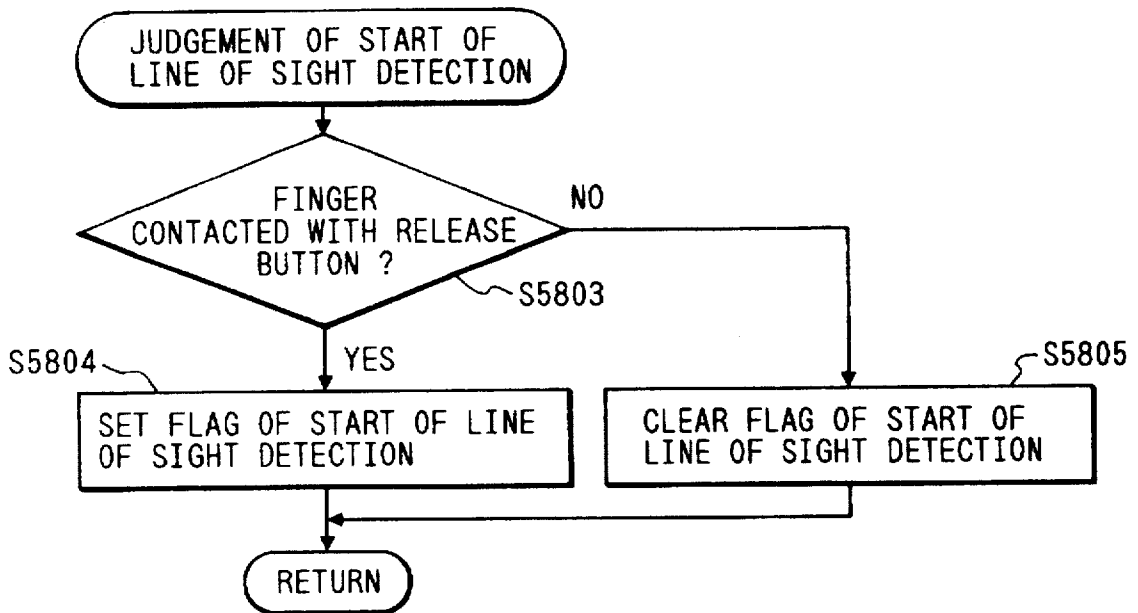 JUDGEMENT OF START OF
LINE OF SIGHT DETECTION
FINGER
CONTACTED WITH RELEASE
BUTTON ?
NO
S5803
YES
S5804
SET FLAG OF START OF LINE
OF SIGHT DETECTION
S5805
CLEAR FLAG OF START OF
LINE OF SIGHT DETECTION
RETURN